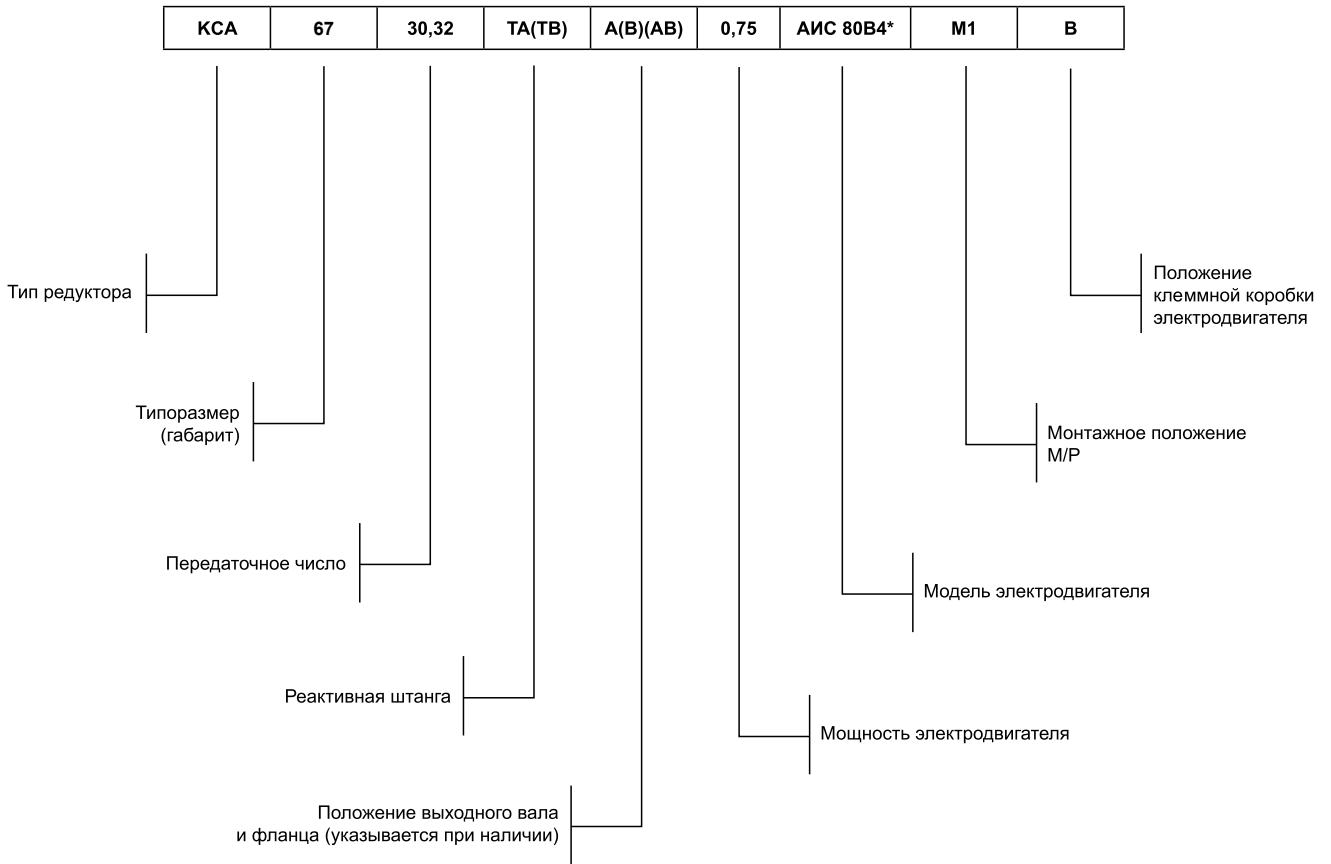 КСА 67 30,32 ТА(ТВ) А(В)(АВ) 0,75 АИС 80В4* М1 В
Тип редуктора
Положение
клеммной коробки
электродвигателя
Типоразмер
(габарит)
Монтажное положение
М/Р
Передаточное число
Модель электродвигателя
Реактивная штанга
Мощность электродвигателя
Положение выходного вала
и фланца (указывается при наличии)